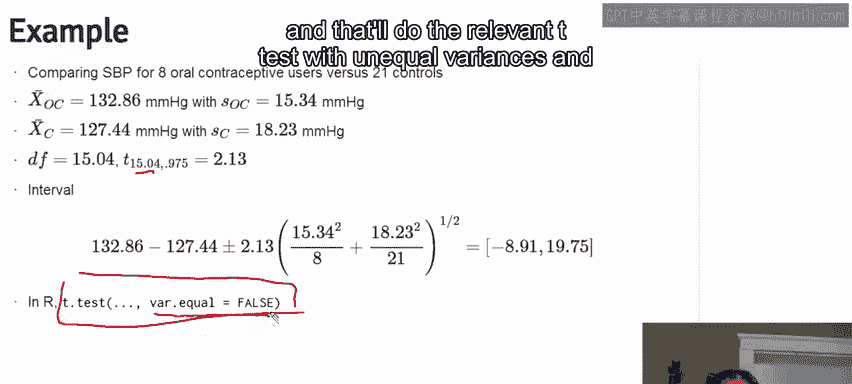 GPT中英字幕课程资源@bilibili.com
and that'll do the relevant t
Example
test with unequal variances and
· Comparing SBP for 8 oral contraceptive users versus 21 controls
· X̄_OC = 132.86 mmHg with s_OC = 15.34 mmHg
· X̄_C = 127.44 mmHg with s_C = 18.23 mmHg
· df = 15.04, t_{15.04,.975} = 2.13
· Interval
132.86 − 127.44 ± 2.13 (15.34²/8 + 18.23²/21)^{1/2} = [−8.91, 19.75]
· In R, t.test(..., var.equal = FALSE)